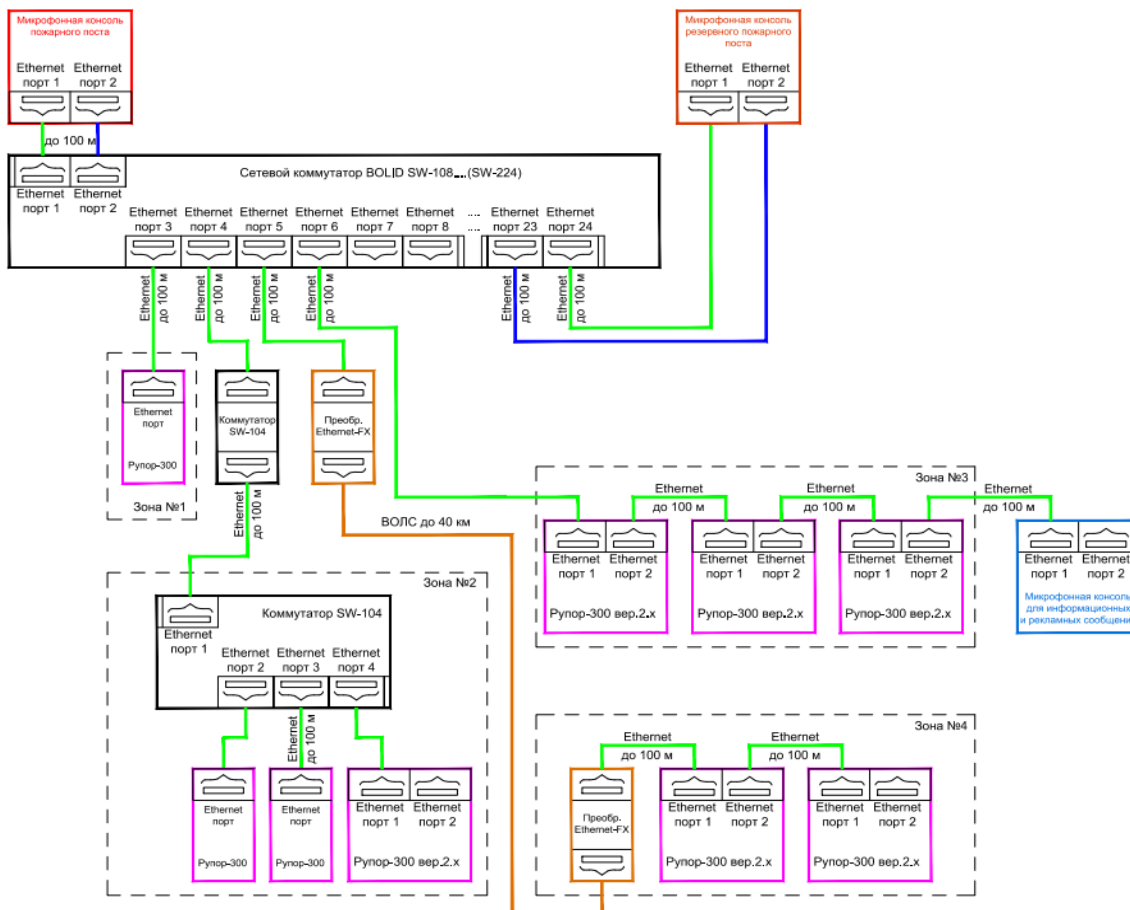 Микрофонная консоль
пожарного поста
Ethernet
порт 1
Ethernet
порт 2
до 100 м
Микрофонная консоль
резервного пожарного
поста
Ethernet
порт 1
Ethernet
порт 2
Сетевой коммутатор BOLID SW-108....(SW-224)
Ethernet
порт 1
Ethernet
порт 2
Ethernet
порт 3
Ethernet
порт 4
Ethernet
порт 5
Ethernet
порт 6
Ethernet
порт 7
Ethernet
порт 8
....
....
Ethernet
порт 23
Ethernet
порт 24
Ethernet
до 100 м
Ethernet
до 100 м
Ethernet
до 100 м
Ethernet
до 100 м
Ethernet
до 100 м
Ethernet
до 100 м
Ethernet
порт
Рупор-300
Зона №1
Коммутатор
SW-104
Преобр.
Ethernet-FX
Ethernet
до 100 м
ВОЛС до 40 км
Зона №3
Ethernet
до 100 м
Ethernet
до 100 м
Ethernet
до 100 м
Ethernet
порт 1
Ethernet
порт 2
Рупор-300 вер.2.х
Ethernet
порт 1
Ethernet
порт 2
Рупор-300 вер.2.х
Ethernet
порт 1
Ethernet
порт 2
Рупор-300 вер.2.х
Ethernet
порт 1
Ethernet
порт 2
Микрофонная консоль
для информационных
и рекламных сообщений
Зона №2
Коммутатор SW-104
Ethernet
порт 1
Ethernet
порт 2
Ethernet
порт 3
Ethernet
порт 4
Ethernet
до 100 м
Ethernet
порт
Рупор-300
Ethernet
порт
Рупор-300
Ethernet
порт 1
Ethernet
порт 2
Рупор-300 вер.2.х
Зона №4
Ethernet
до 100 м
Ethernet
до 100 м
Преобр.
Ethernet-FX
Ethernet
порт 1
Ethernet
порт 2
Рупор-300 вер.2.х
Ethernet
порт 1
Ethernet
порт 2
Рупор-300 вер.2.х